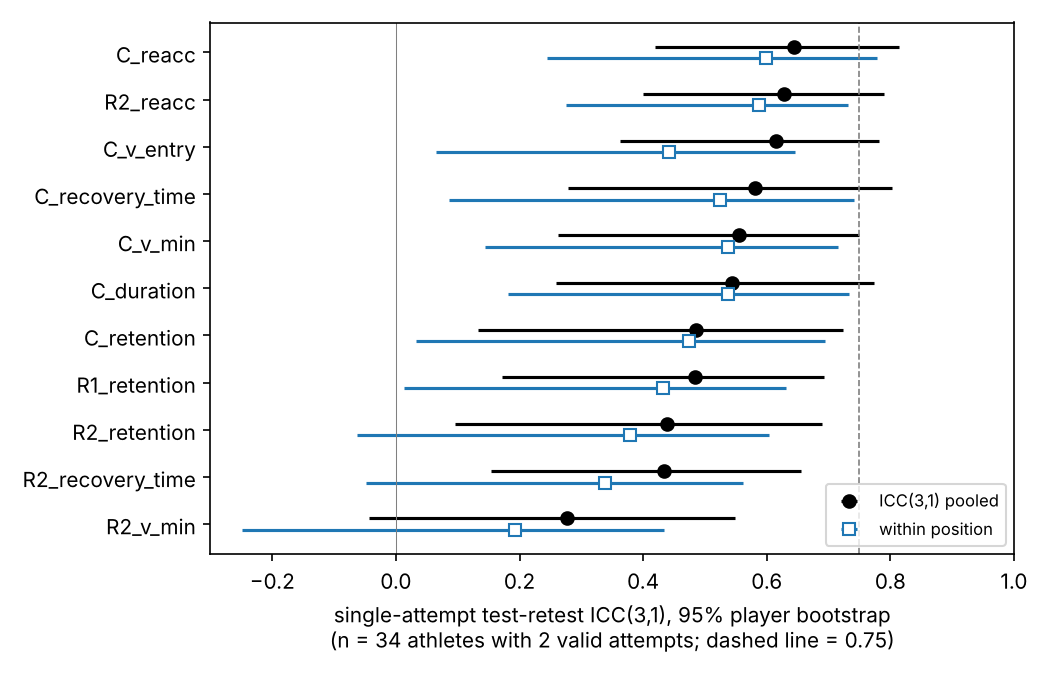 C_reacc
R2_reacc
C_v_entry
C_recovery_time
C_v_min
C_duration
C_retention
R1_retention
R2_retention
R2_recovery_time
R2_v_min
ICC(3,1) pooled
within position
−0.2 0.0 0.2 0.4 0.6 0.8 1.0
single-attempt test-retest ICC(3,1), 95% player bootstrap
(n = 34 athletes with 2 valid attempts; dashed line = 0.75)